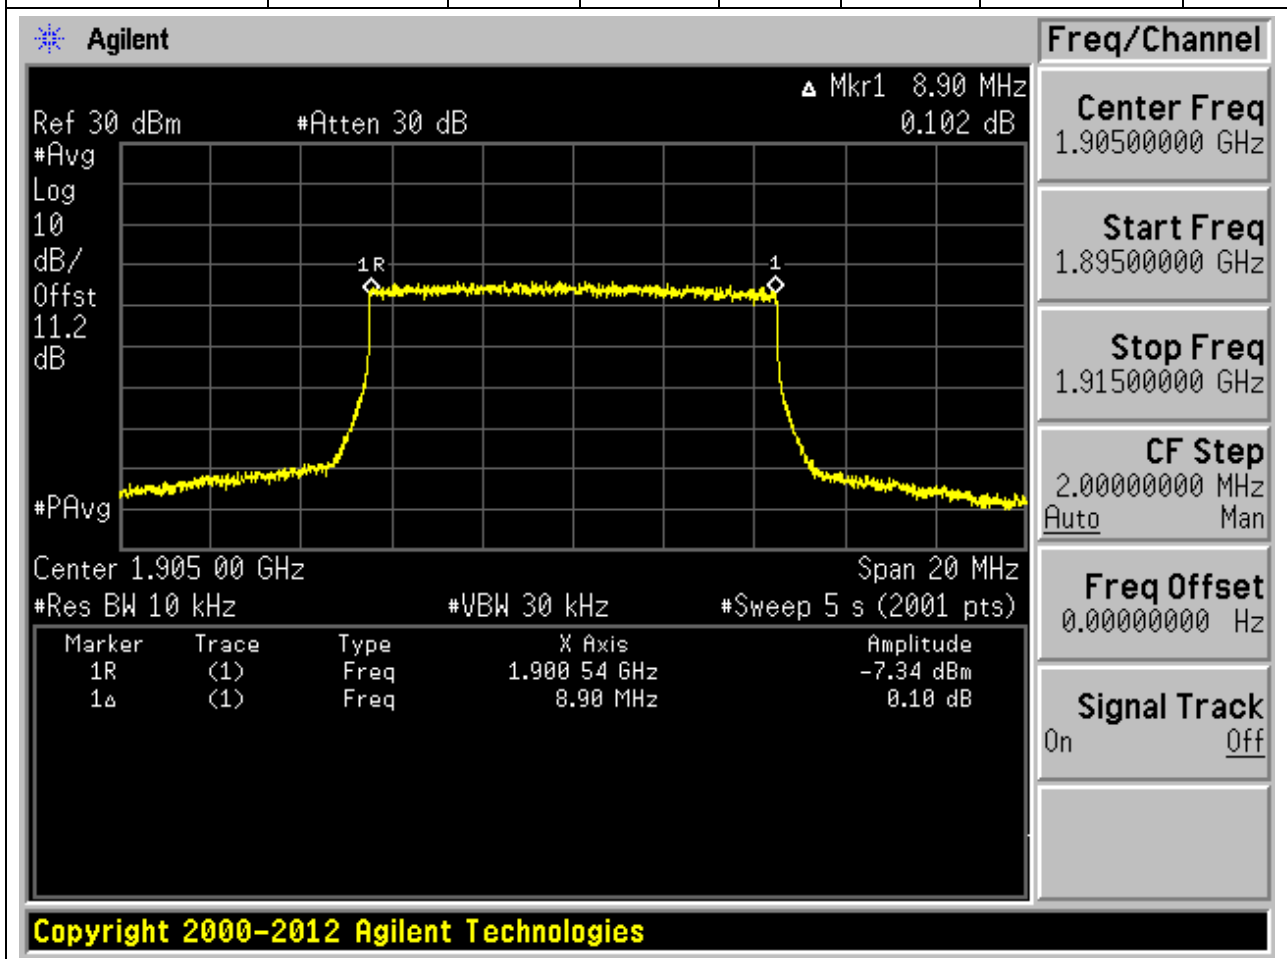 Agilent
Freq/Channel
▵ Mkr1 8.90 MHz
Ref 30 dBm #Atten 30 dB 0.102 dB
#Avg
Log
10
dB/
Offst
11.2
dB
#PAvg
1R
1
Center 1.905 00 GHz Span 20 MHz
#Res BW 10 kHz #VBW 30 kHz #Sweep 5 s (2001 pts)
Marker Trace Type X Axis Amplitude
1R (1) Freq 1.900 54 GHz -7.34 dBm
1▵ (1) Freq 8.90 MHz 0.10 dB
Center Freq
1.90500000 GHz
Start Freq
1.89500000 GHz
Stop Freq
1.91500000 GHz
CF Step
2.00000000 MHz
Auto Man
Freq Offset
0.00000000 Hz
Signal Track
On Off
Copyright 2000-2012 Agilent Technologies